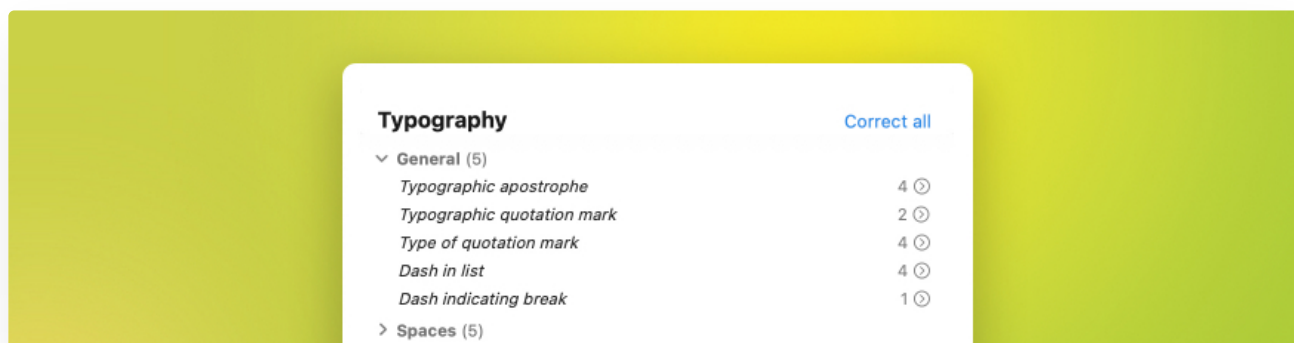 Typography
Correct all
General (5)
Typographic apostrophe 4
Typographic quotation mark 2
Type of quotation mark 4
Dash in list 4
Dash indicating break 1
Spaces (5)